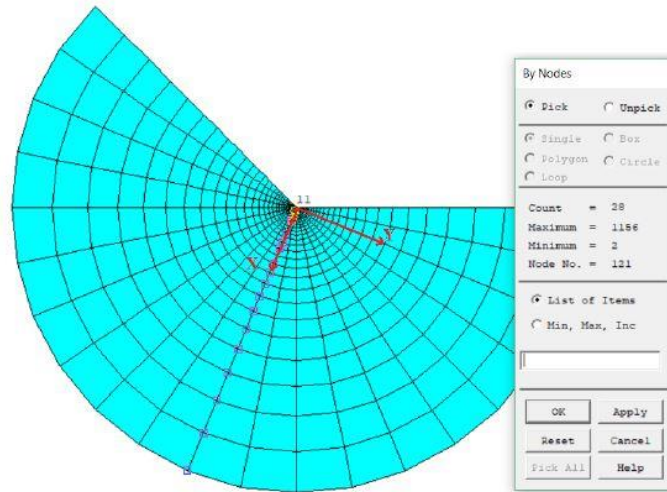 11
X
Y
By Nodes
Pick Unpick
Single Box
Polygon Circle
Loop
Count = 28
Maximum = 1156
Minimum = 2
Node No. = 121
List of Items
Min, Max, Inc
OK Apply
Reset Cancel
Pick All Help